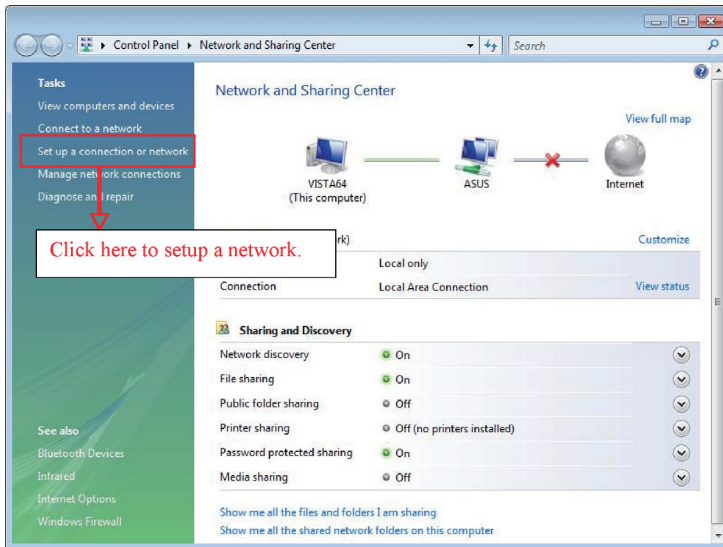 Control Panel Network and Sharing Center Search
Tasks
View computers and devices
Connect to a network
Set up a connection or network
Manage network connections
Diagnose and repair
Click here to setup a network.
See also
Bluetooth Devices
Infrared
Internet Options
Windows Firewall
Network and Sharing Center
View full map
VISTA64 ASUS Internet
(This computer)
Customize
Local only
Connection Local Area Connection View status
Sharing and Discovery
Network discovery On
File sharing On
Public folder sharing Off
Printer sharing Off (no printers installed)
Password protected sharing On
Media sharing Off
Show me all the files and folders I am sharing
Show me all the shared network folders on this computer